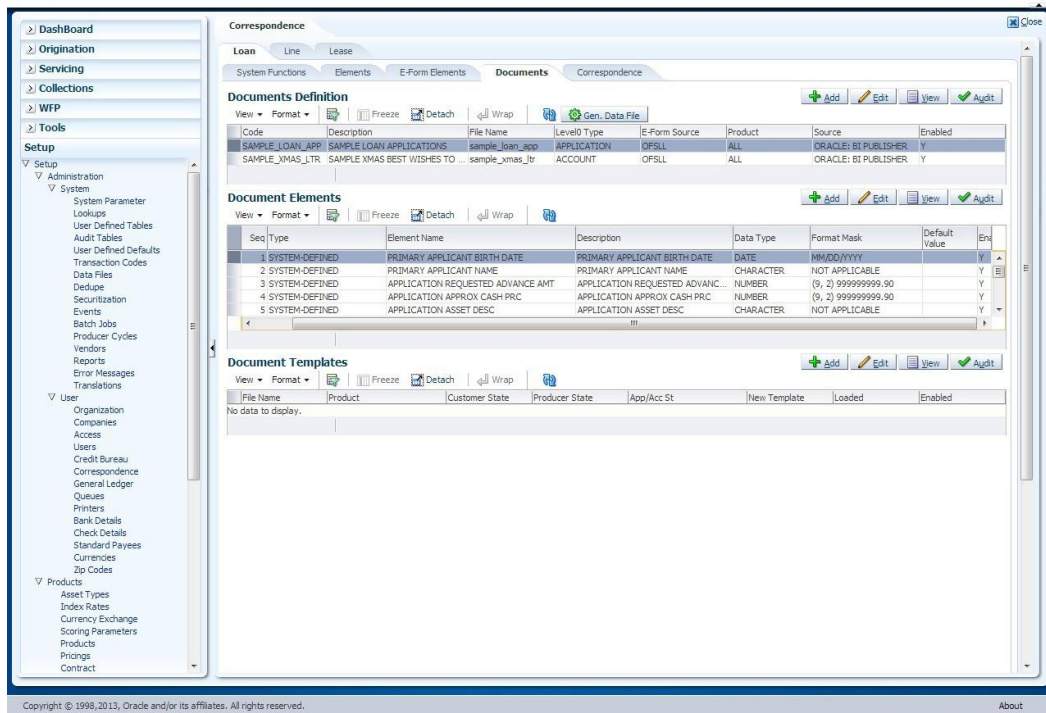 DashBoard
Origination
Servicing
Collections
WFP
Tools
Setup
Setup
Administration
System
System Parameter
Lookups
User Defined Tables
Audit Tables
User Defined Defaults
Transaction Codes
Data Files
Dedupe
Securitization
Events
Batch Jobs
Producer Cycles
Vendors
Reports
Error Messages
Translations
User
Organization
Companies
Access
Users
Credit Bureau
Correspondence
General Ledger
Queues
Printers
Bank Details
Check Details
Standard Payees
Currencies
Zip Codes
Products
Asset Types
Index Rates
Currency Exchange
Scoring Parameters
Products
Pricings
Contract
Correspondence
Close
Loan Line Lease
System Functions Elements E-Form Elements Documents Correspondence
Documents Definition Add Edit View Audit
View Format Freeze Detach Wrap Gen. Data File
Code Description File Name Level0 Type E-Form Source Product Source Enabled
SAMPLE_LOAN_APP SAMPLE LOAN APPLICATIONS sample_loan_app APPLICATION OFSLL ALL ORACLE: BI PUBLISHER Y
SAMPLE_XMAS_LTR SAMPLE XMAS BEST WISHES TO ... sample_xmas_ltr ACCOUNT OFSLL ALL ORACLE: BI PUBLISHER Y
Document Elements Add Edit View Audit
View Format Freeze Detach Wrap
Seq Type Element Name Description Data Type Format Mask Default Value Ena
1 SYSTEM-DEFINED PRIMARY APPLICANT BIRTH DATE PRIMARY APPLICANT BIRTH DATE DATE MM/DD/YYYY Y
2 SYSTEM-DEFINED PRIMARY APPLICANT NAME PRIMARY APPLICANT NAME CHARACTER NOT APPLICABLE Y
3 SYSTEM-DEFINED APPLICATION REQUESTED ADVANCE AMT APPLICATION REQUESTED ADVANC... NUMBER (9, 2) 999999999.90 Y
4 SYSTEM-DEFINED APPLICATION APPROX CASH PRC APPLICATION APPROX CASH PRC NUMBER (9, 2) 999999999.90 Y
5 SYSTEM-DEFINED APPLICATION ASSET DESC APPLICATION ASSET DESC CHARACTER NOT APPLICABLE Y
Document Templates Add Edit View Audit
View Format Freeze Detach Wrap
File Name Product Customer State Producer State App/Acc St New Template Loaded Enabled
No data to display.
Copyright © 1998,2013, Oracle and/or its affiliates. All rights reserved. About